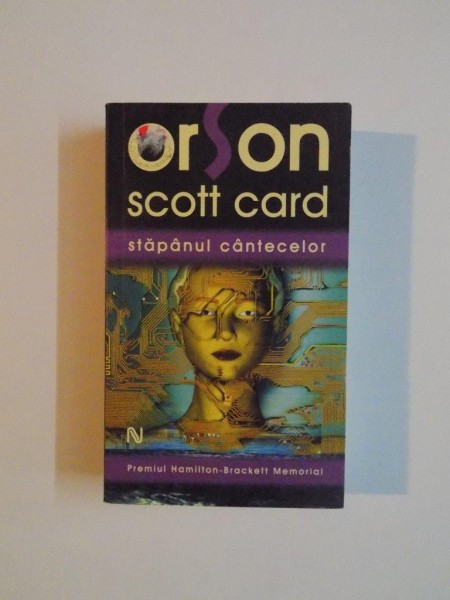 orSon
scott card
stăpânul cântecelor
N
Premiul Hamilton-Brackett Memorial